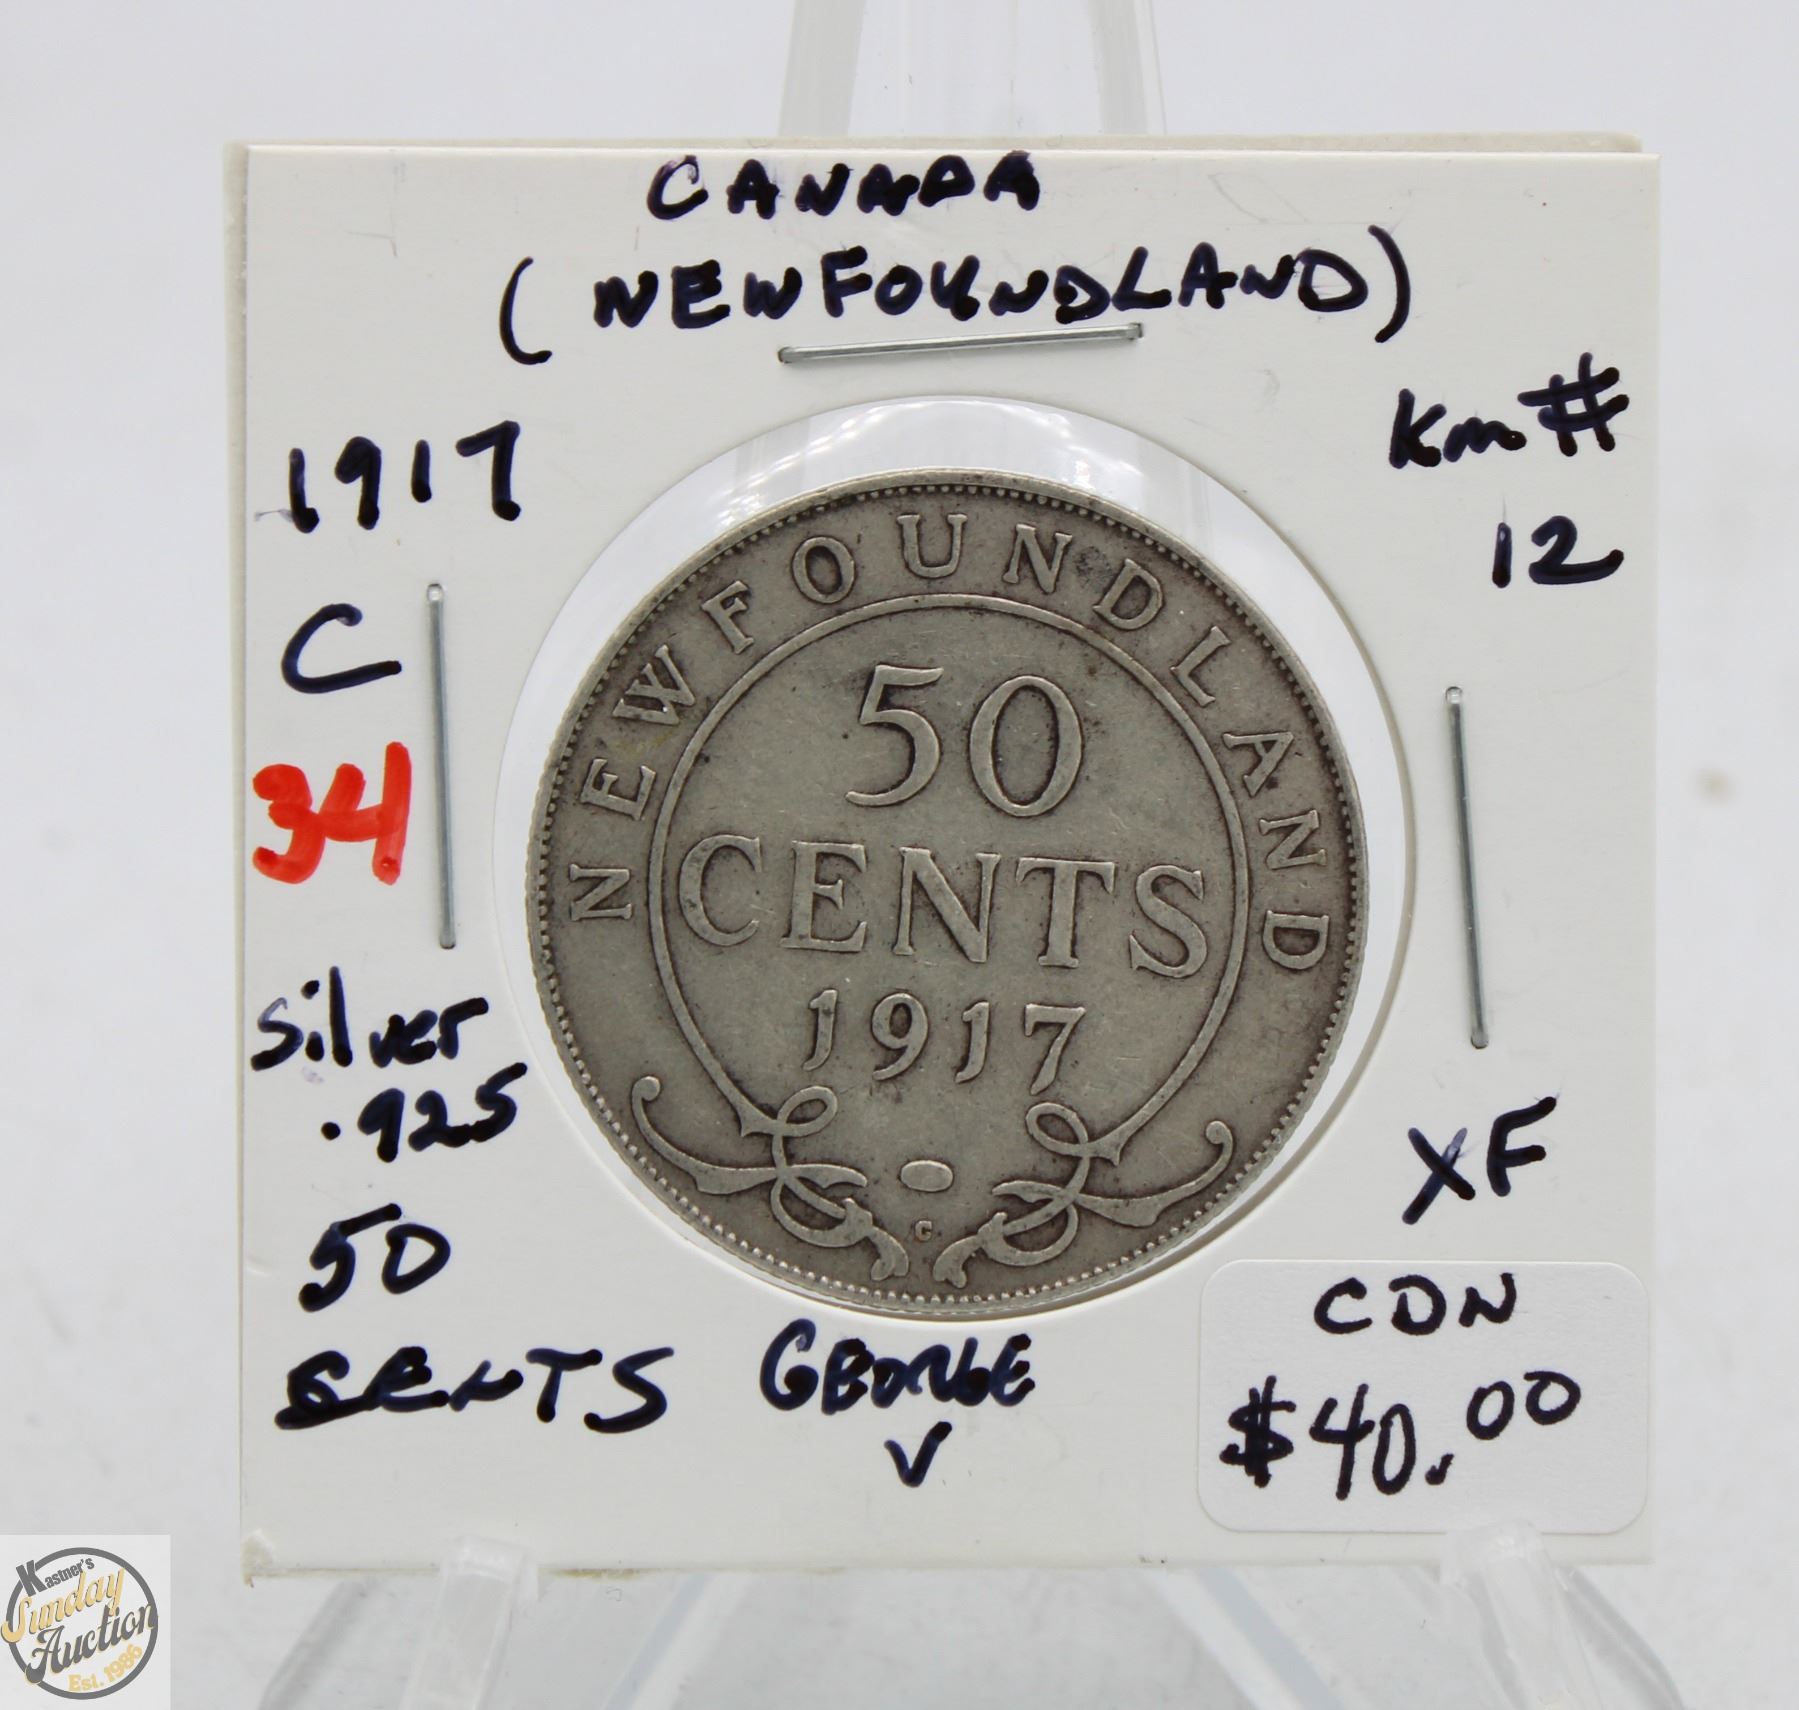 CANADA
(NEWFOUNDLAND)
1917
C
34
Silver
.925
50
CENTS
GEORGE
V
Km#
12
XF
CDN
$40.00
NEWFOUNDLAND
50
CENTS
1917
C
Kastner's
Sunday
Auction
Est. 1986